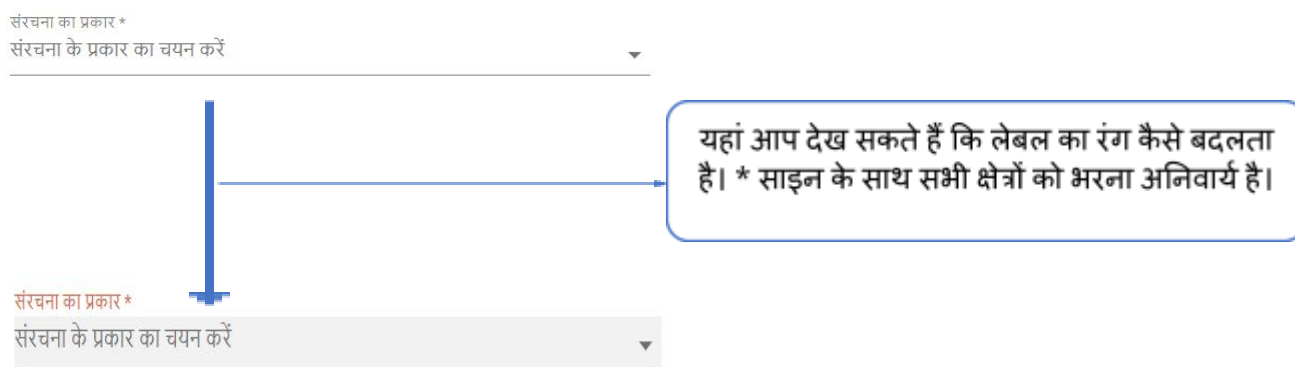 संरचना का प्रकार *
संरचना के प्रकार का चयन करें
यहां आप देख सकते हैं कि लेबल का रंग कैसे बदलता
है। * साइन के साथ सभी क्षेत्रों को भरना अनिवार्य है।
संरचना का प्रकार *
संरचना के प्रकार का चयन करें